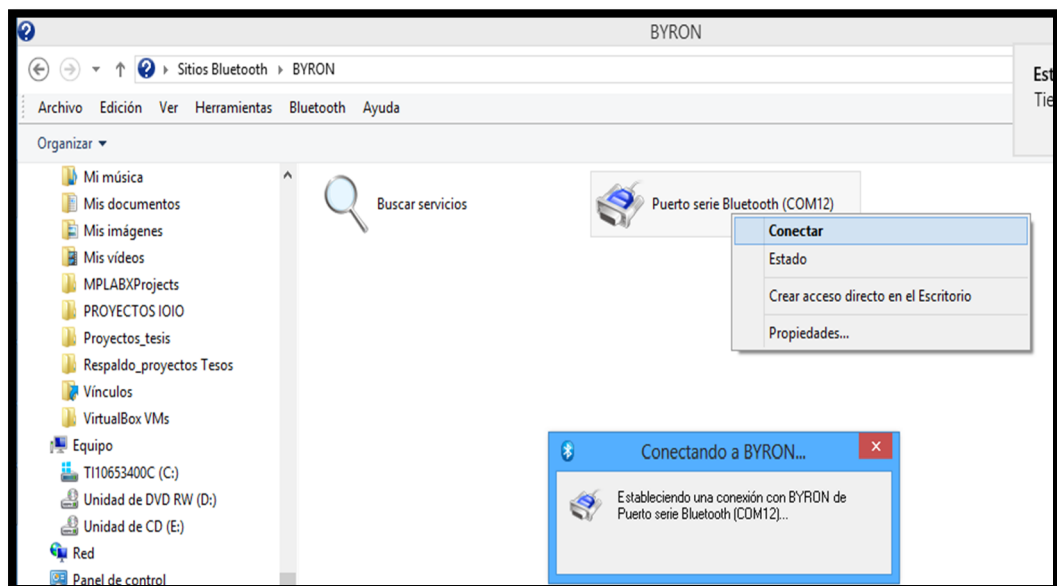 BYRON
Sitios Bluetooth BYRON
Est
Tie
Archivo Edición Ver Herramientas Bluetooth Ayuda
Organizar
Mi música
Mis documentos
Mis imágenes
Mis vídeos
MPLABXProjects
PROYECTOS IOIO
Proyectos_tesis
Respaldo_proyectos Tesos
Vínculos
VirtualBox VMs
Equipo
TI10653400C (C:)
Unidad de DVD RW (D:)
Unidad de CD (E:)
Red
Panel de control
Buscar servicios
Puerto serie Bluetooth (COM12)
Conectar
Estado
Crear acceso directo en el Escritorio
Propiedades...
Conectando a BYRON...
Estableciendo una conexión con BYRON de
Puerto serie Bluetooth (COM12)...